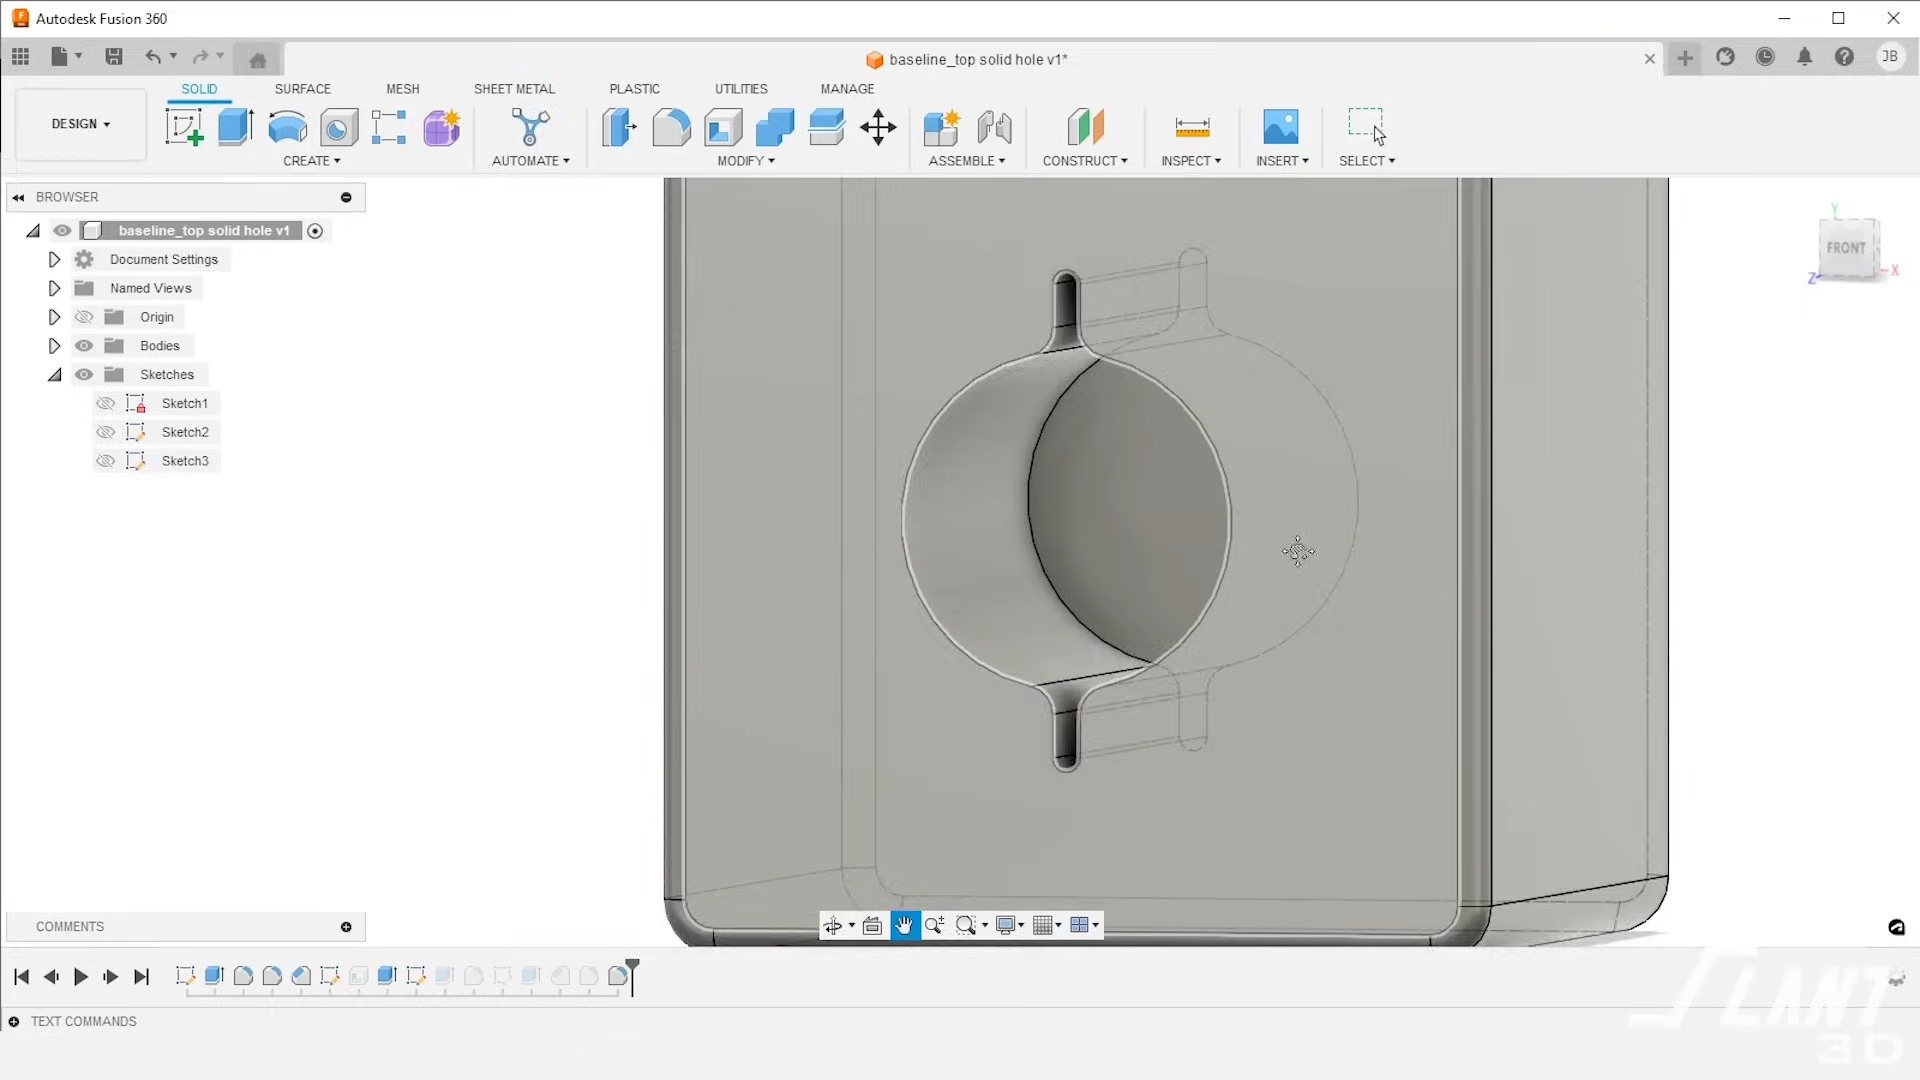 Autodesk Fusion 360
baseline_top solid hole v1*
JB
SOLID SURFACE MESH SHEET METAL PLASTIC UTILITIES MANAGE
DESIGN
CREATE AUTOMATE MODIFY ASSEMBLE CONSTRUCT INSPECT INSERT SELECT
BROWSER
baseline_top solid hole v1
Document Settings
Named Views
Origin
Bodies
Sketches
Sketch1
Sketch2
Sketch3
Y
FRONT
Z
X
COMMENTS
TEXT COMMANDS
SLANT
3D